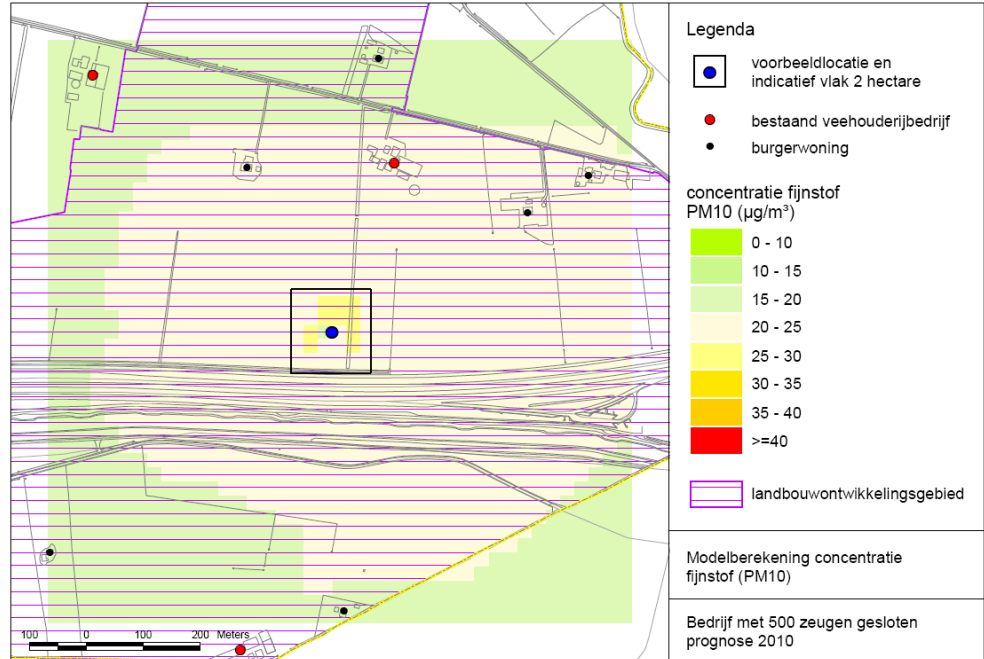 Legenda
voorbeeldlocatie en
indicatief vlak 2 hectare
bestaand veehouderijbedrijf
burgerwoning
concentratie fijnstof
PM10 (µg/m³)
0 - 10
10 - 15
15 - 20
20 - 25
25 - 30
30 - 35
35 - 40
>=40
landbouwontwikkelingsgebied
Modelberekening concentratie
fijnstof (PM10)
Bedrijf met 500 zeugen gesloten
prognose 2010
100 0 100 200 Meters